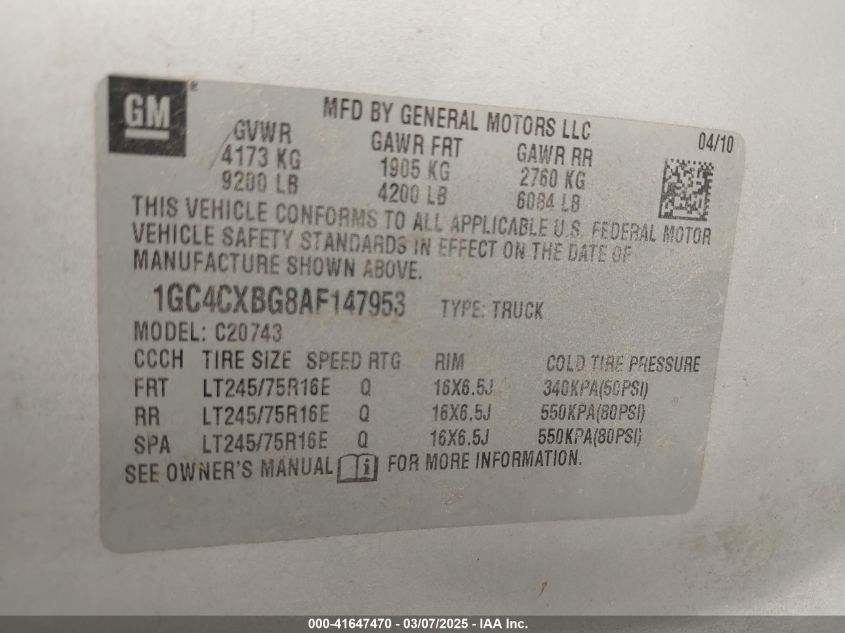 GM ®
MFD BY GENERAL MOTORS LLC
04/10
GVWR GAWR FRT GAWR RR
4173 KG 1905 KG 2760 KG
9200 LB 4200 LB 6084 LB
THIS VEHICLE CONFORMS TO ALL APPLICABLE U.S. FEDERAL MOTOR
VEHICLE SAFETY STANDARDS IN EFFECT ON THE DATE OF
MANUFACTURE SHOWN ABOVE.
1GC4CXBG8AF147953 TYPE: TRUCK
MODEL: C20743
CCCH TIRE SIZE SPEED RTG RIM COLD TIRE PRESSURE
FRT LT245/75R16E Q 16X6.5J 340KPA(50PSI)
RR LT245/75R16E Q 16X6.5J 550KPA(80PSI)
SPA LT245/75R16E Q 16X6.5J 550KPA(80PSI)
SEE OWNER'S MANUAL i FOR MORE INFORMATION.
000-41647470 - 03/07/2025 - IAA Inc.